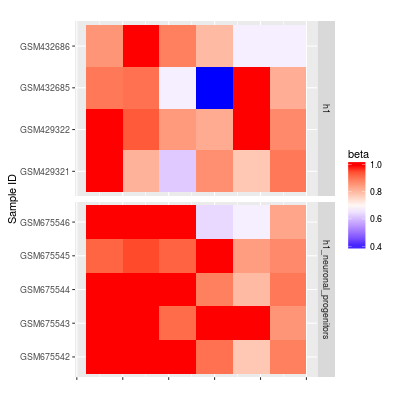 Sample ID
GSM432686
GSM432685
GSM429322
GSM429321
h1
GSM675546
GSM675545
GSM675544
GSM675543
GSM675542
h1_neuronal_progenitors
beta
1.0
0.8
0.6
0.4